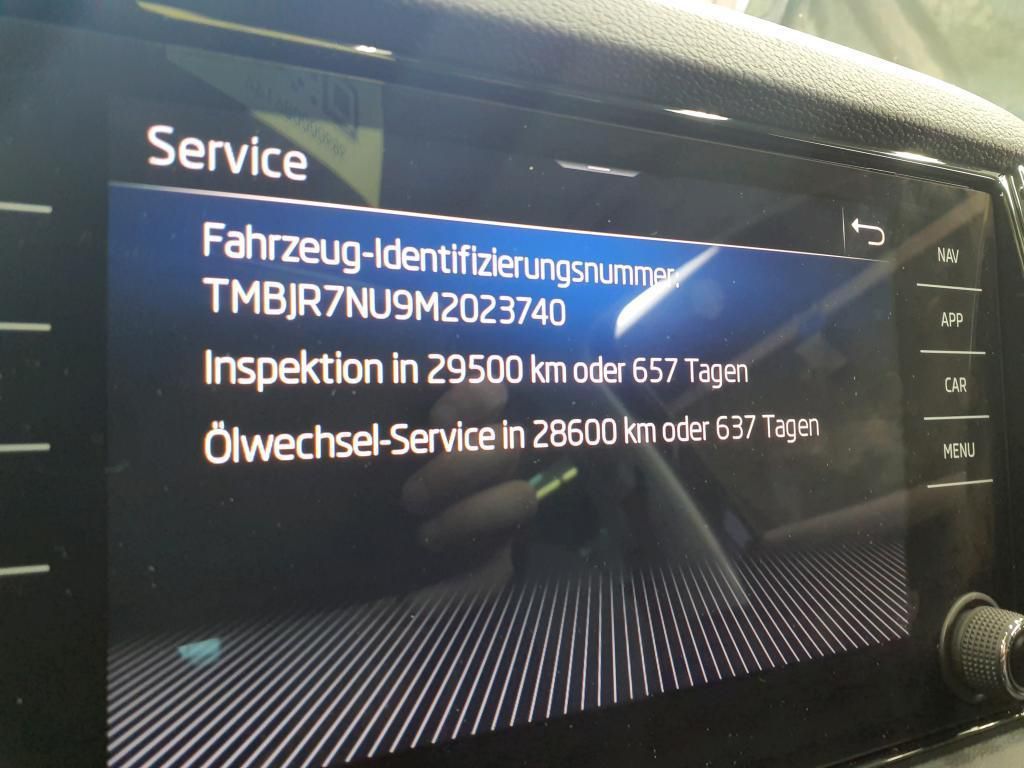 Service
Fahrzeug-Identifizierungsnummer:
TMBJR7NU9M2023740
Inspektion in 29500 km oder 657 Tagen
Ölwechsel-Service in 28600 km oder 637 Tagen
NAV
APP
CAR
MENU